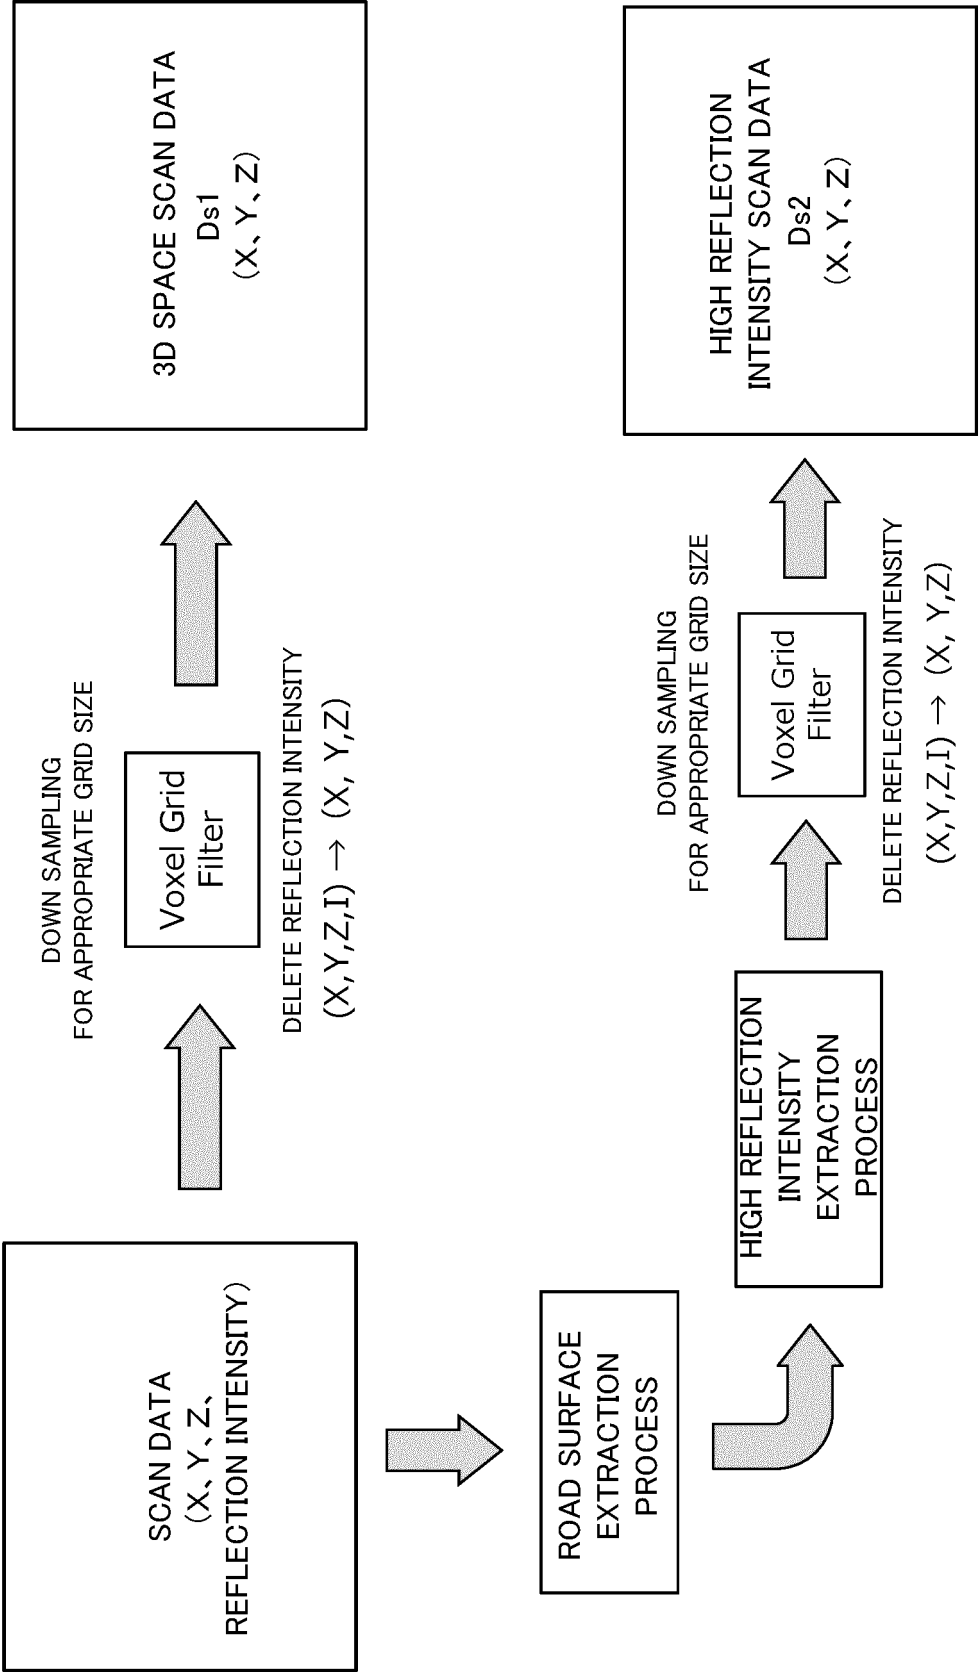 SCAN DATA
(X、Y、Z、
REFLECTION INTENSITY)
DOWN SAMPLING
FOR APPROPRIATE GRID SIZE
Voxel Grid
Filter
DELETE REFLECTION INTENSITY
(X,Y,Z,I) → (X, Y,Z)
3D SPACE SCAN DATA
Ds1
(X、Y、Z)
ROAD SURFACE
EXTRACTION
PROCESS
HIGH REFLECTION
INTENSITY
EXTRACTION
PROCESS
DOWN SAMPLING
FOR APPROPRIATE GRID SIZE
Voxel Grid
Filter
DELETE REFLECTION INTENSITY
(X,Y,Z,I) → (X, Y,Z)
HIGH REFLECTION
INTENSITY SCAN DATA
Ds2
(X、Y、Z)